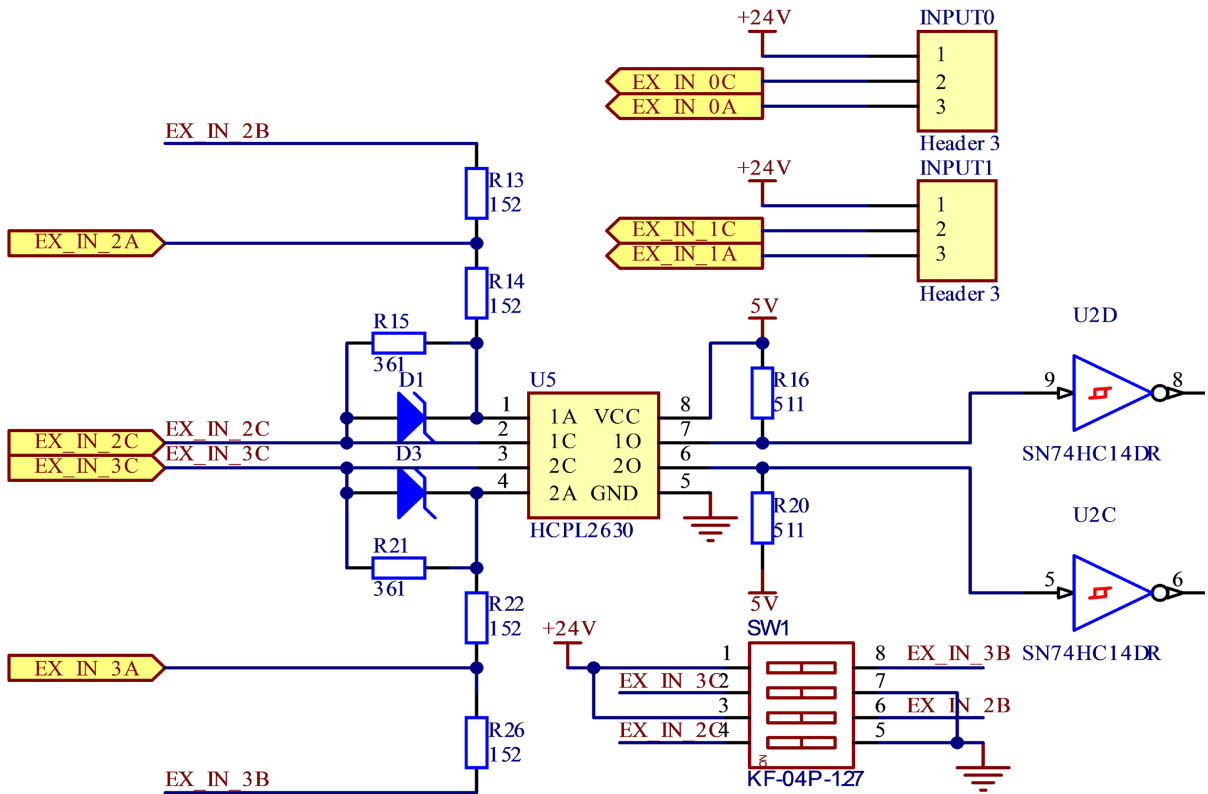 +24V
INPUT0
1
EX_IN_0C
2
EX_IN_0A
3
Header 3
+24V
INPUT1
1
EX_IN_1C
2
EX_IN_1A
3
Header 3
EX_IN_2B
R13
152
EX_IN_2A
R14
152
R15
361
D1
EX_IN_2C
EX_IN_2C
EX_IN_3C
EX_IN_3C
D3
R21
361
R22
152
EX_IN_3A
R26
152
EX_IN_3B
U5
1
1A
VCC
8
2
1C
1O
7
3
2C
2O
6
4
2A
GND
5
HCPL2630
5V
R16
511
R20
511
5V
U2D
9
8
SN74HC14DR
U2C
5
6
SN74HC14DR
+24V
SW1
1
8
EX_IN_3B
EX_IN_3C
2
7
3
6
EX_IN_2B
EX_IN_2C
4
5
ON
KF-04P-127